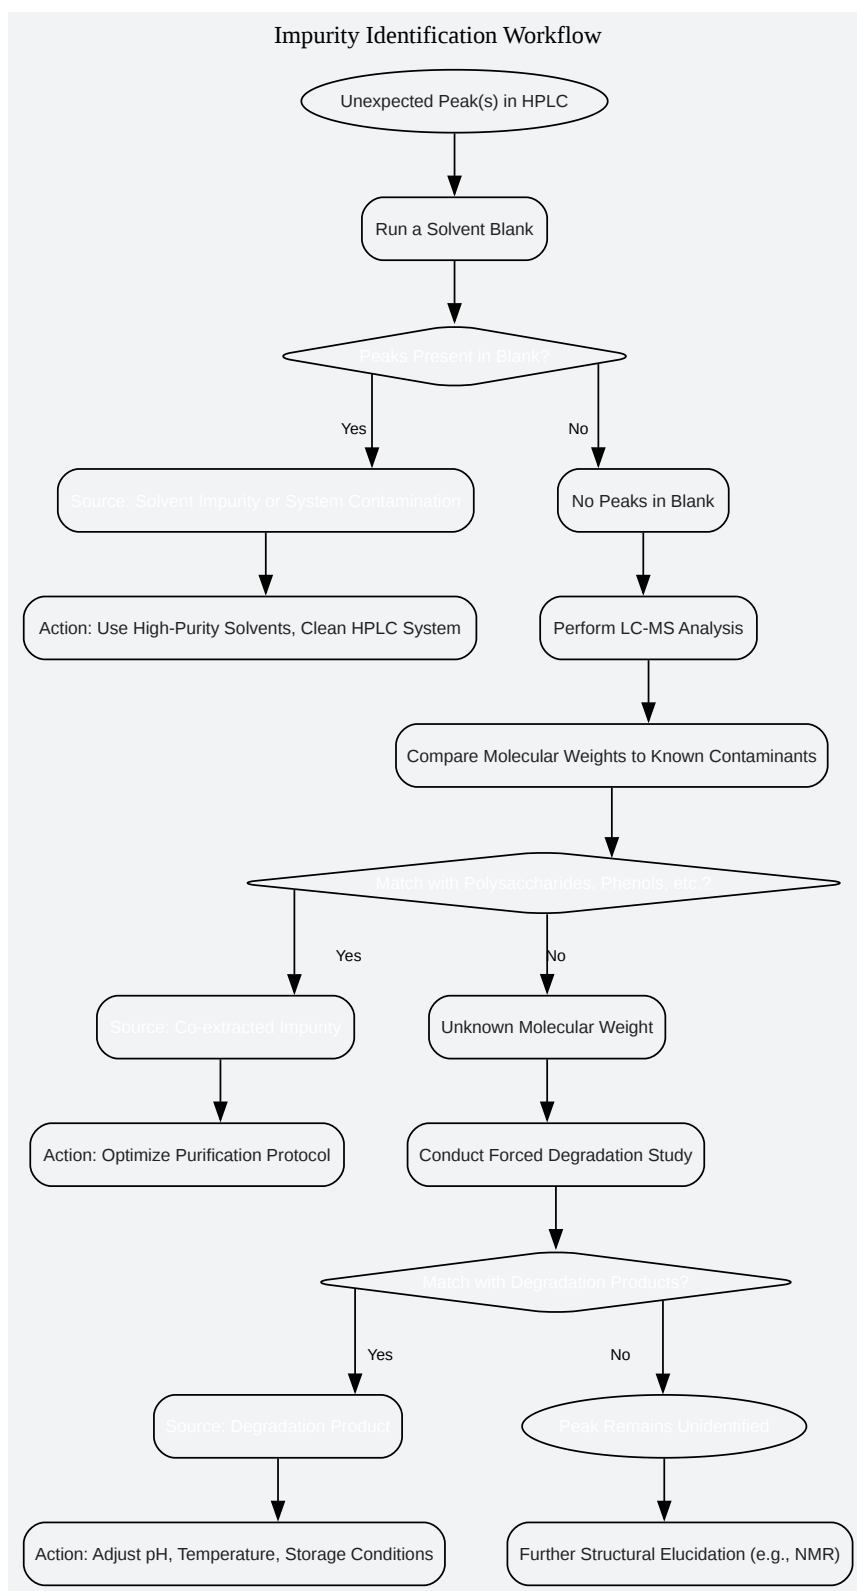 Impurity Identification Workflow
Unexpected Peak(s) in HPLC
Run a Solvent Blank
Peaks Present in Blank?
Yes
No
Source: Solvent Impurity or System Contamination
No Peaks in Blank
Action: Use High-Purity Solvents, Clean HPLC System
Perform LC-MS Analysis
Compare Molecular Weights to Known Contaminants
Match with Polysaccharides, Phenols, etc.?
Yes
No
Source: Co-extracted Impurity
Unknown Molecular Weight
Action: Optimize Purification Protocol
Conduct Forced Degradation Study
Match with Degradation Products?
Yes
No
Source: Degradation Product
Peak Remains Unidentified
Action: Adjust pH, Temperature, Storage Conditions
Further Structural Elucidation (e.g., NMR)